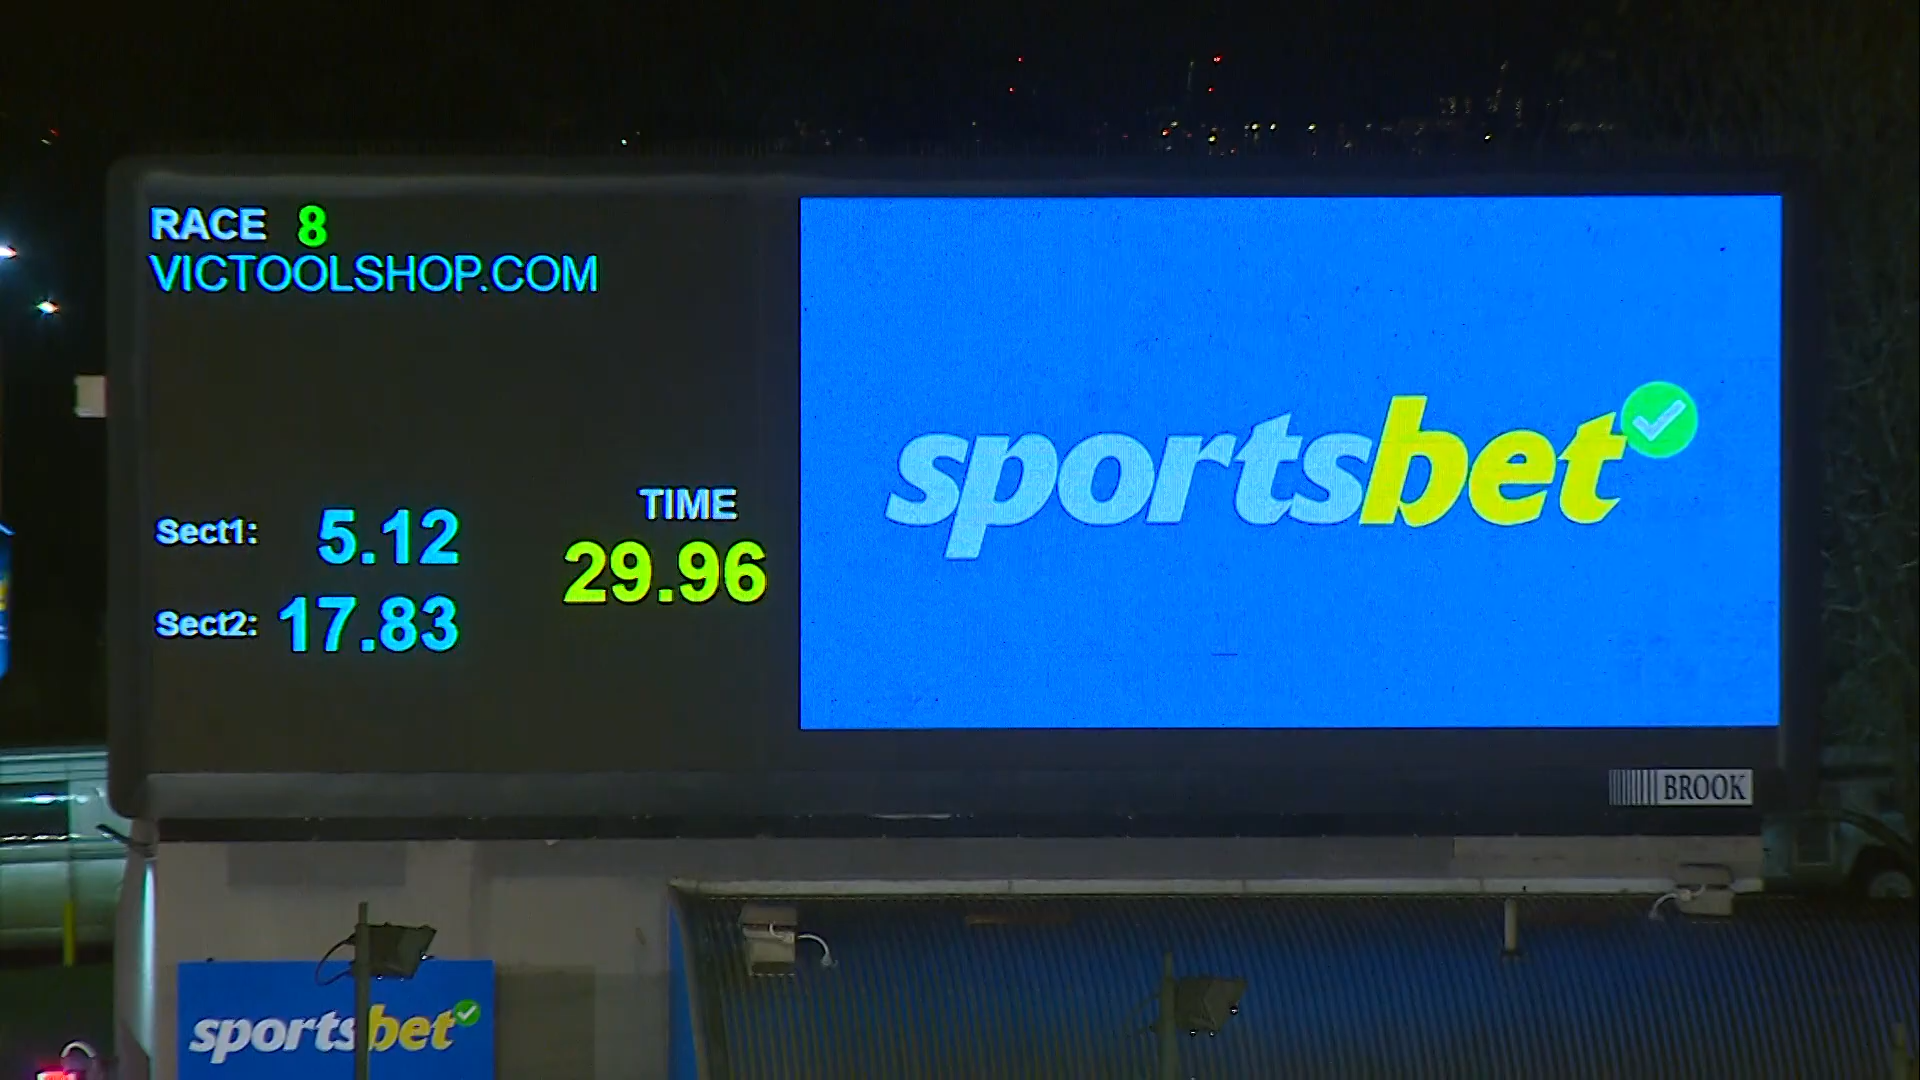 RACE 8
VICTOOLSHOP.COM
Sect1: 5.12
Sect2: 17.83
TIME
29.96
sportsbet
BROOK
sportsbet